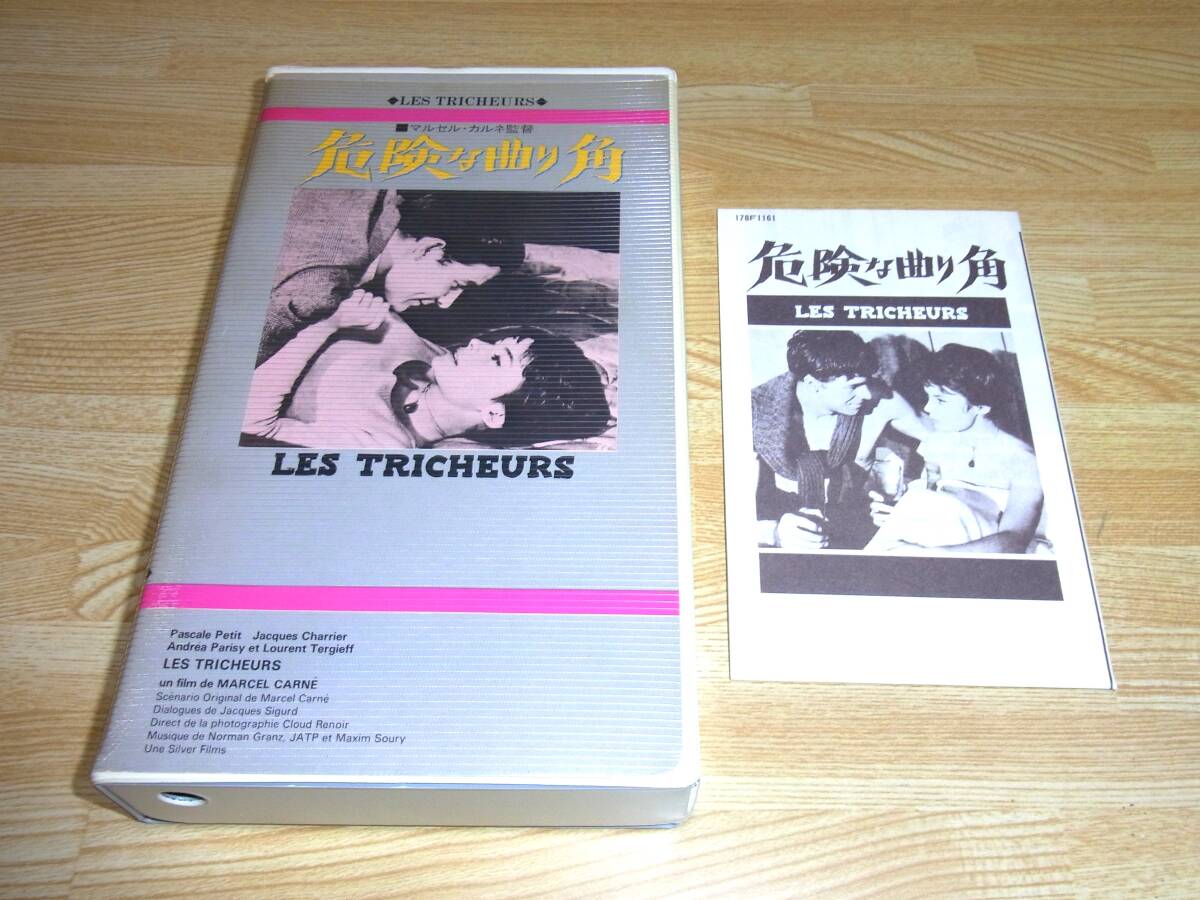 ◆LES TRICHEURS◆
■マルセル・カルネ監督
危険な曲り角
LES TRICHEURS
Pascale Petit Jacques Charrier
Andréa Parisy et Lourent Tergieff
LES TRICHEURS
un film de MARCEL CARNÉ
Scénario Original de Marcel Carné
Dialogues de Jacques Sigurd
Direct de la photographie Cloud Renoir
Musique de Norman Granz, JATP et Maxim Soury
Une Silver Films
178F1161
危険な曲り角
LES TRICHEURS